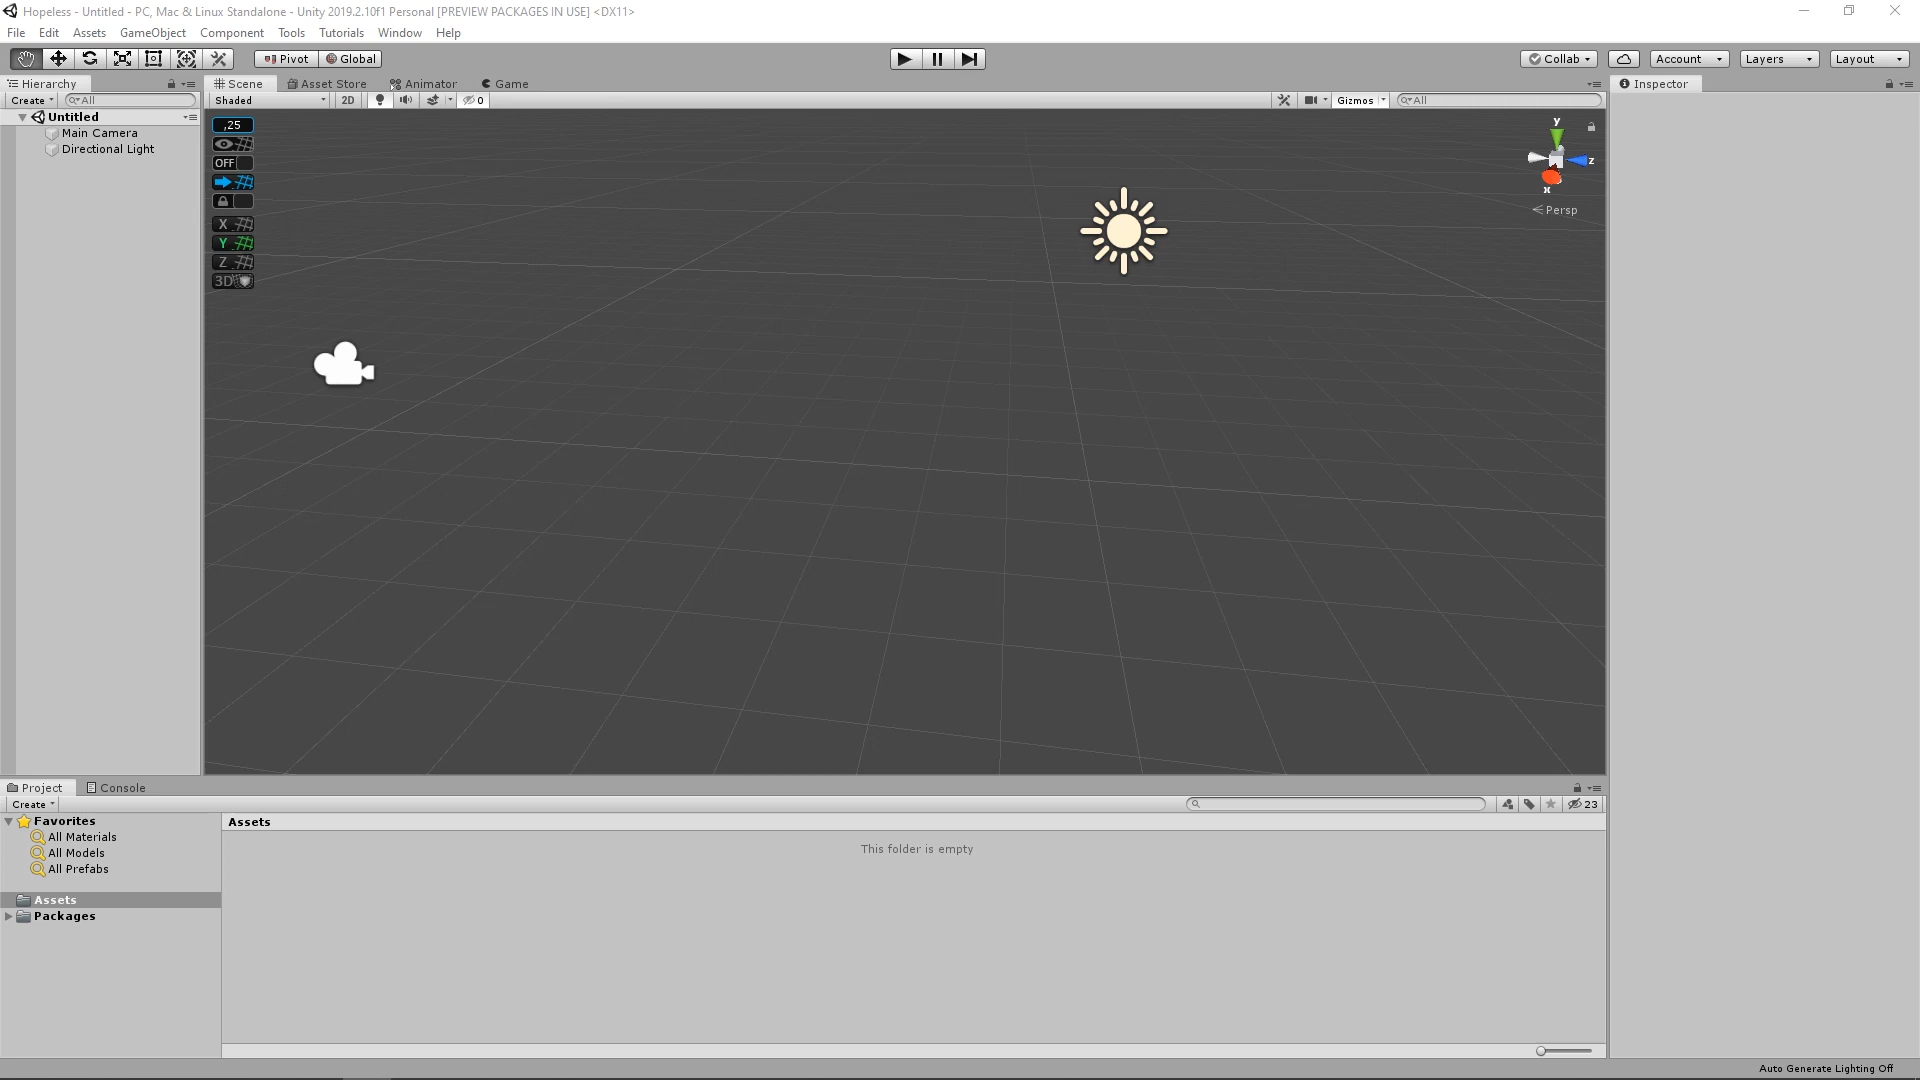 Hopeless - Untitled - PC, Mac & Linux Standalone - Unity 2019.2.10f1 Personal [PREVIEW PACKAGES IN USE] <DX11>
File Edit Assets GameObject Component Tools Tutorials Window Help
Pivot Global Collab Account Layers Layout
Hierarchy Scene Asset Store Animator Game Inspector
Create All Shaded 2D 0 Gizmos All
Untitled
Main Camera
Directional Light
,25
OFF
X
Y
Z
3D
y
z
x
Persp
Project Console
Create 23
Favorites
All Materials
All Models
All Prefabs
Assets
Packages
Assets
This folder is empty
Auto Generate Lighting Off